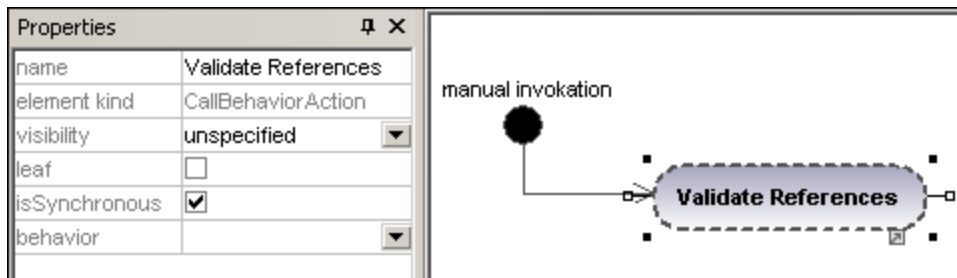 Properties
name Validate References
element kind CallBehaviorAction
visibility unspecified
leaf
isSynchronous
behavior
manual invokation
Validate References